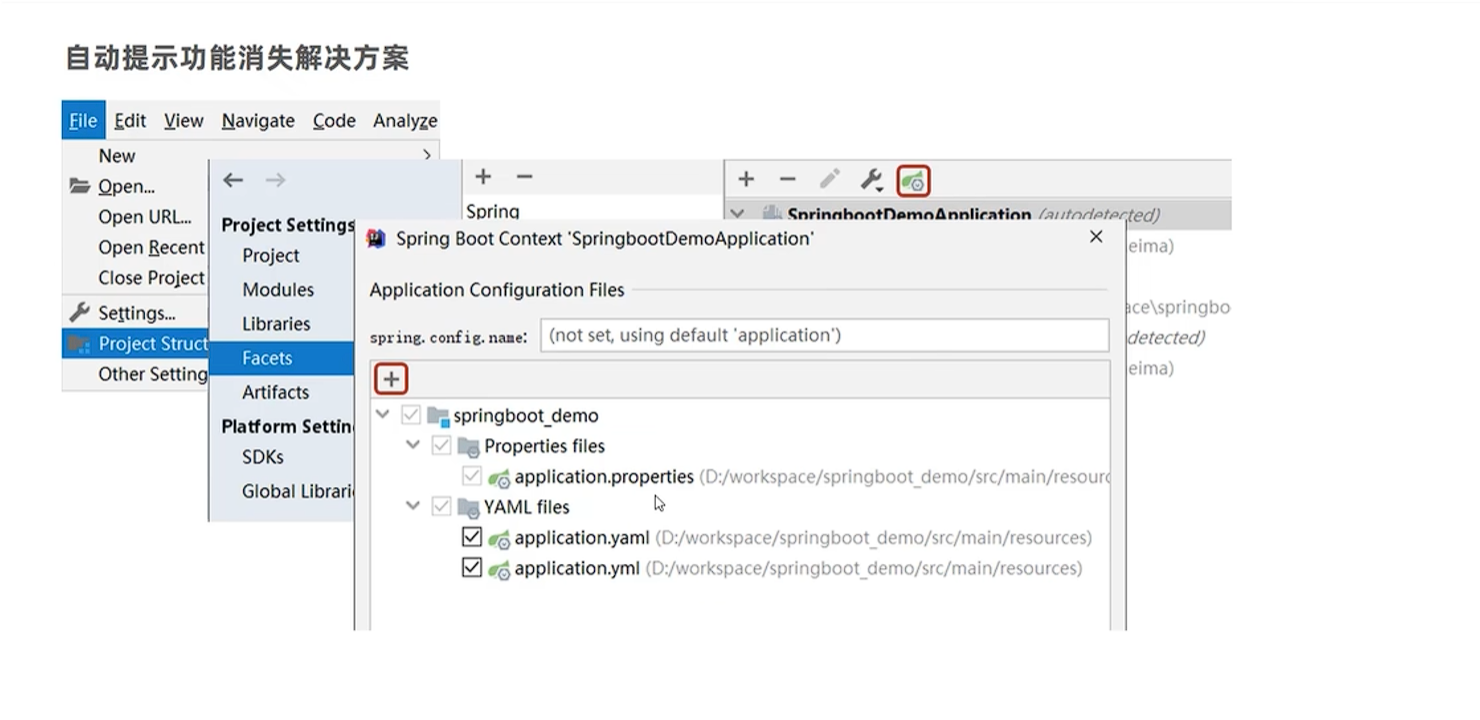 自动提示功能消失解决方案
File Edit View Navigate Code Analyze
New
Open...
Open URL...
Open Recent
Close Project
Settings...
Project Struct
Other Setting
Project Settings
Project
Modules
Libraries
Facets
Artifacts
Platform Settin
SDKs
Global Librari
Spring
SpringbootDemoApplication (autodetected)
eima)
ace\springbo
detected)
eima)
Spring Boot Context 'SpringbootDemoApplication'
Application Configuration Files
spring.config.name: (not set, using default 'application')
springboot_demo
Properties files
application.properties (D:/workspace/springboot_demo/src/main/resourc
YAML files
application.yaml (D:/workspace/springboot_demo/src/main/resources)
application.yml (D:/workspace/springboot_demo/src/main/resources)